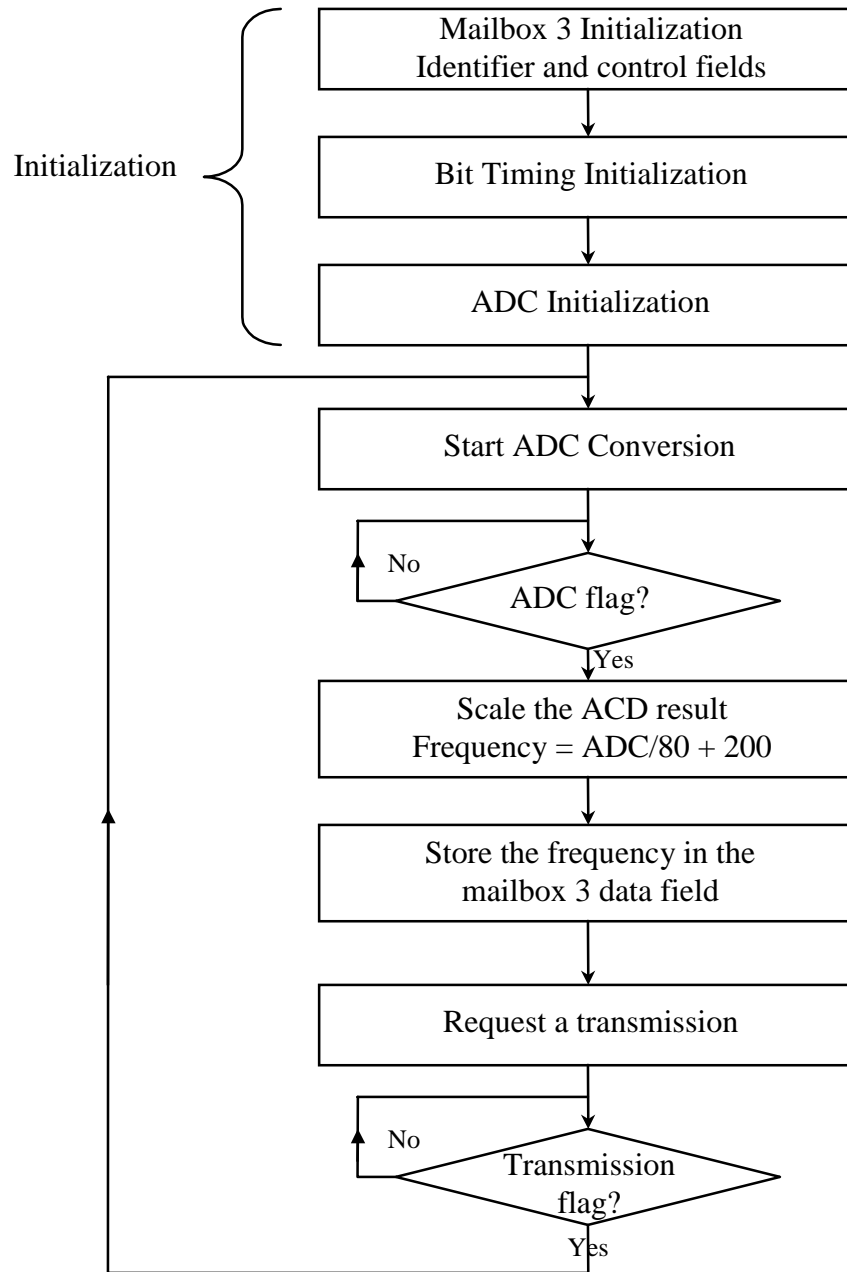 Mailbox 3 Initialization
Identifier and control fields
Initialization
Bit Timing Initialization
ADC Initialization
Start ADC Conversion
No
ADC flag?
Yes
Scale the ACD result
Frequency = ADC/80 + 200
Store the frequency in the
mailbox 3 data field
Request a transmission
No
Transmission
flag?
Yes